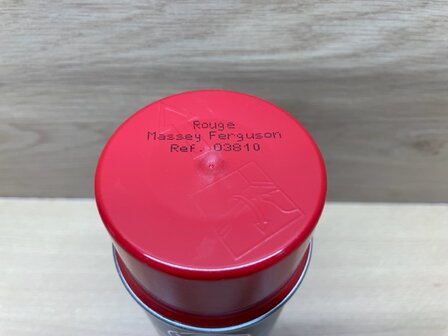 Rouge
Massey Ferguson
Ref. 03810